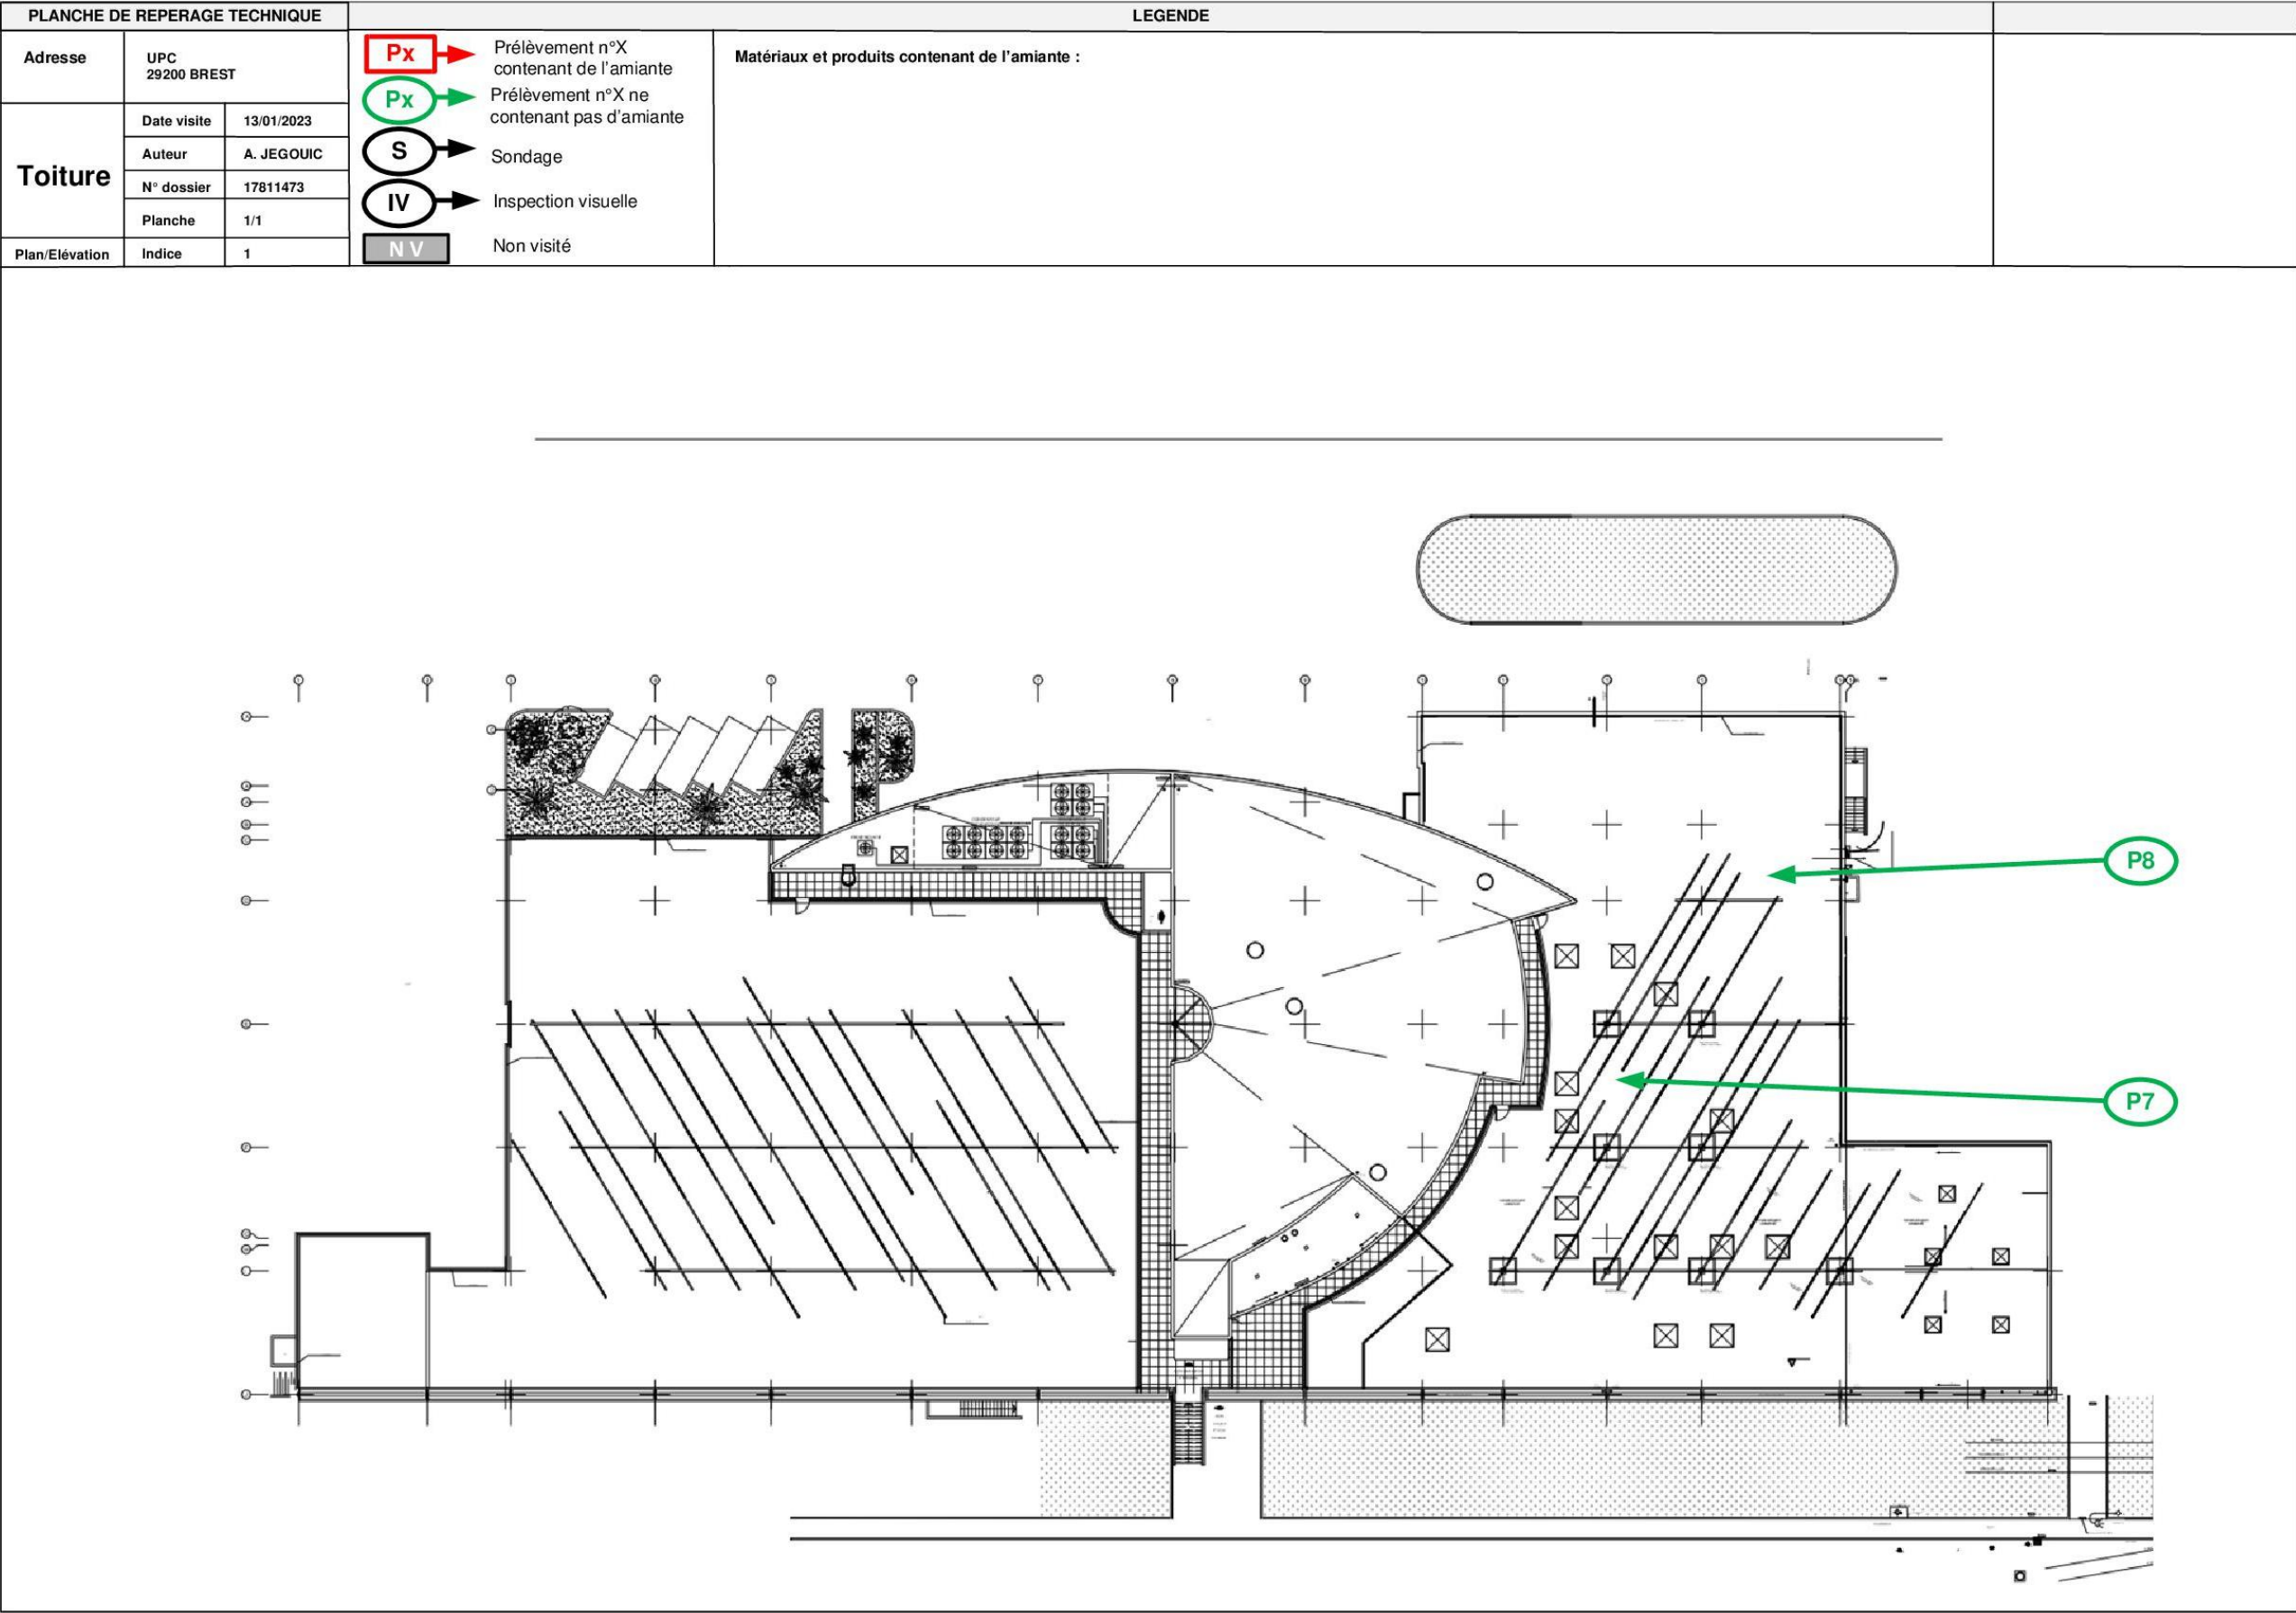 PLANCHE DE REPERAGE TECHNIQUE
LEGENDE
Adresse
UPC
29200 BREST
Toiture
Date visite
13/01/2023
Auteur
A. JEGOUIC
N° dossier
17811473
Planche
1/1
Plan/Elévation
Indice
1
Px
Prélèvement n°X
contenant de l'amiante
Px
Prélèvement n°X ne
contenant pas d'amiante
S
Sondage
IV
Inspection visuelle
N V
Non visité
Matériaux et produits contenant de l'amiante :
P8
P7